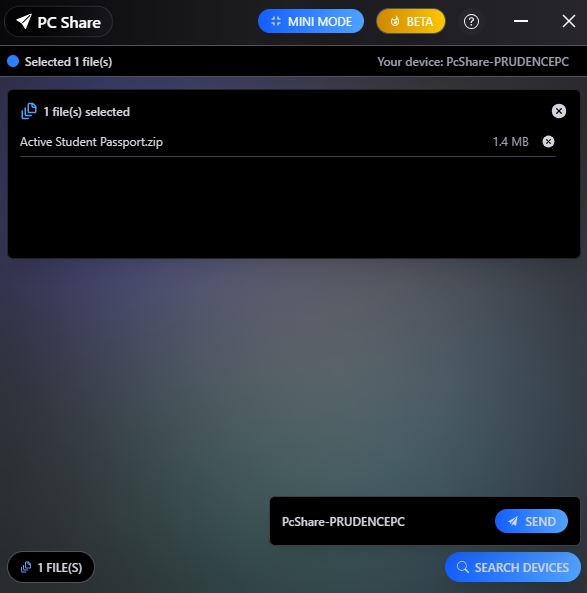 PC Share
MINI MODE
BETA
Selected 1 file(s)
Your device: PcShare-PRUDENCEPC
1 file(s) selected
Active Student Passport.zip 1.4 MB
PcShare-PRUDENCEPC
SEND
1 FILE(S)
SEARCH DEVICES